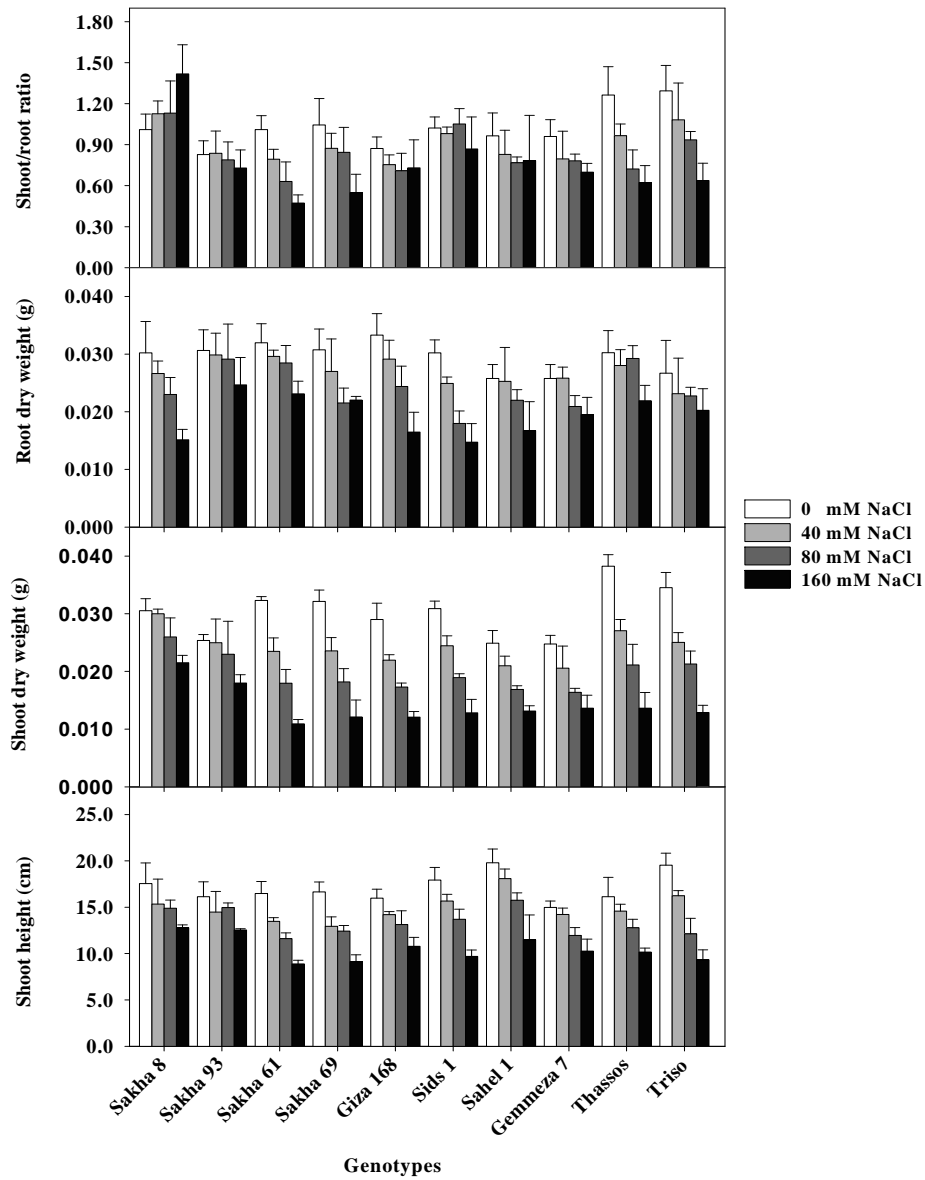 Shoot/root ratio
1.80
1.50
1.20
0.90
0.60
0.30
0.00
Root dry weight (g)
0.040
0.030
0.020
0.010
0.000
Shoot dry weight (g)
0.040
0.030
0.020
0.010
0.000
Shoot height (cm)
25.0
20.0
15.0
10.0
5.0
0.0
Sakha 8
Sakha 93
Sakha 61
Sakha 69
Giza 168
Sids 1
Sahel 1
Gemmeza 7
Thassos
Triso
Genotypes
0 mM NaCl
40 mM NaCl
80 mM NaCl
160 mM NaCl